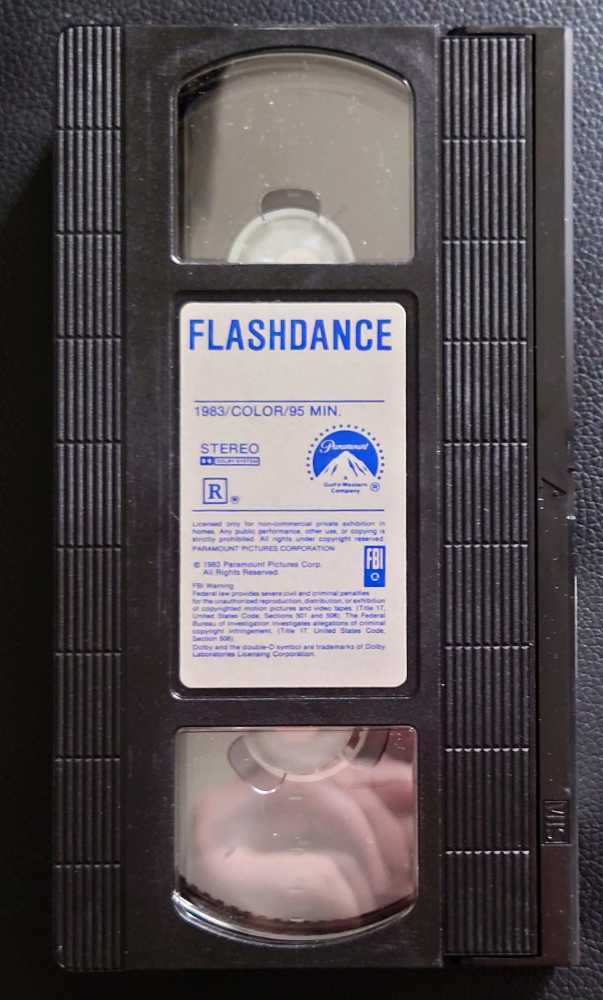 FLASHDANCE
1983/COLOR/95 MIN.
STEREO
DOLBY SYSTEM
Paramount
A
Gulf+Western
Company
®
R ®
Licensed only for non-commercial private exhibition in
homes. Any public performance, other use, or copying is
strictly prohibited. All rights under copyright reserved.
PARAMOUNT PICTURES CORPORATION
© 1983 Paramount Pictures Corp.
All Rights Reserved.
FBI
FBI Warning
Federal law provides severe civil and criminal penalties
for the unauthorized reproduction, distribution, or exhibition
of copyrighted motion pictures and video tapes. (Title 17,
United States Code, Sections 501 and 506). The Federal
Bureau of Investigation investigates allegations of criminal
copyright infringement. (Title 17, United States Code,
Section 506).
Dolby and the double-D symbol are trademarks of Dolby
Laboratories Licensing Corporation.